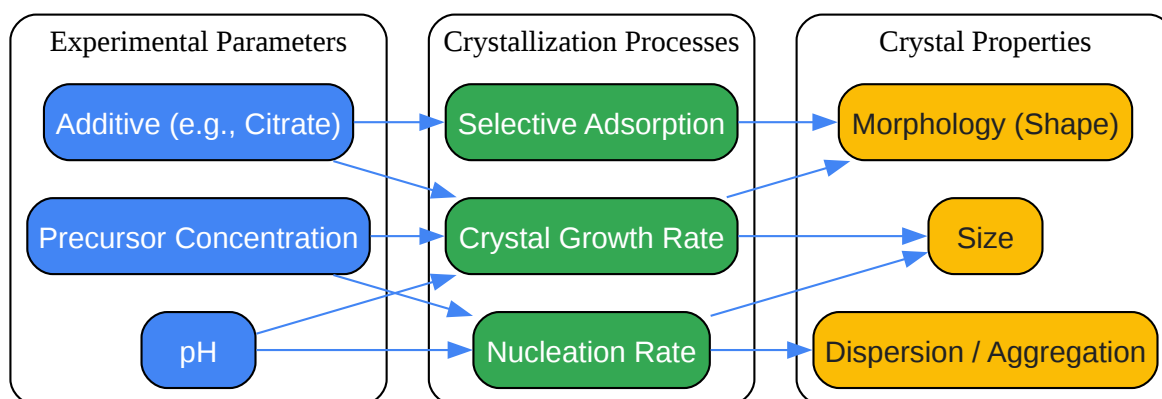 Experimental Parameters
Additive (e.g., Citrate)
Precursor Concentration
pH
Crystallization Processes
Selective Adsorption
Crystal Growth Rate
Nucleation Rate
Crystal Properties
Morphology (Shape)
Size
Dispersion / Aggregation